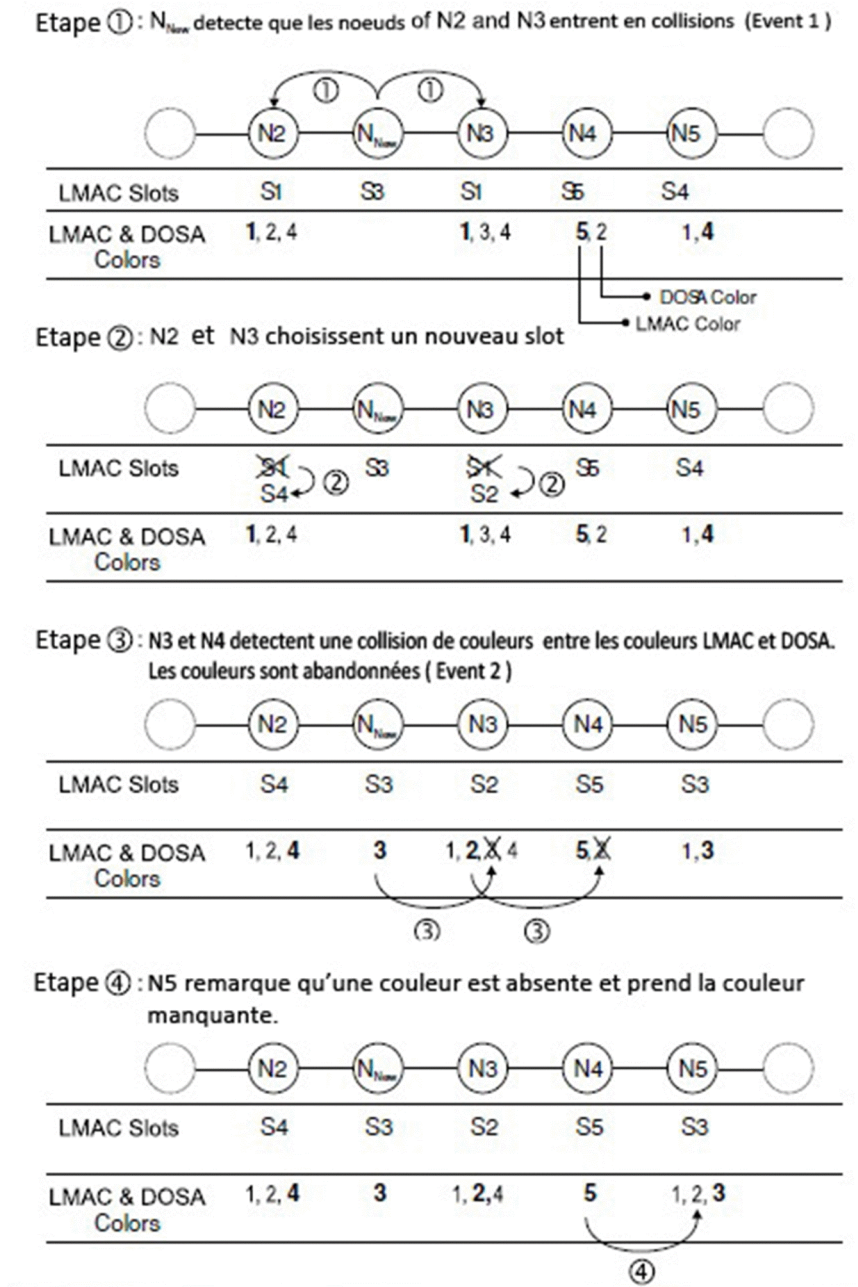 Etape ①: N_New detecte que les noeuds of N2 and N3 entrent en collisions (Event 1 )
① ①
N2 N_New N3 N4 N5
LMAC Slots S1 S3 S1 S5 S4
LMAC & DOSA 1, 2, 4 1, 3, 4 5, 2 1,4
Colors
DOSA Color
LMAC Color
Etape ②: N2 et N3 choisissent un nouveau slot
N2 N_New N3 N4 N5
LMAC Slots S1 S3 S1 S5 S4
S4 ② S2 ②
LMAC & DOSA 1, 2, 4 1, 3, 4 5, 2 1,4
Colors
Etape ③: N3 et N4 detectent une collision de couleurs entre les couleurs LMAC et DOSA.
Les couleurs sont abandonnées ( Event 2 )
N2 N_New N3 N4 N5
LMAC Slots S4 S3 S2 S5 S3
LMAC & DOSA 1, 2, 4 3 1, 2, 3, 4 5, 2 1,3
Colors
③ ③
Etape ④: N5 remarque qu'une couleur est absente et prend la couleur
manquante.
N2 N_New N3 N4 N5
LMAC Slots S4 S3 S2 S5 S3
LMAC & DOSA 1, 2, 4 3 1, 2,4 5 1, 2, 3
Colors
④